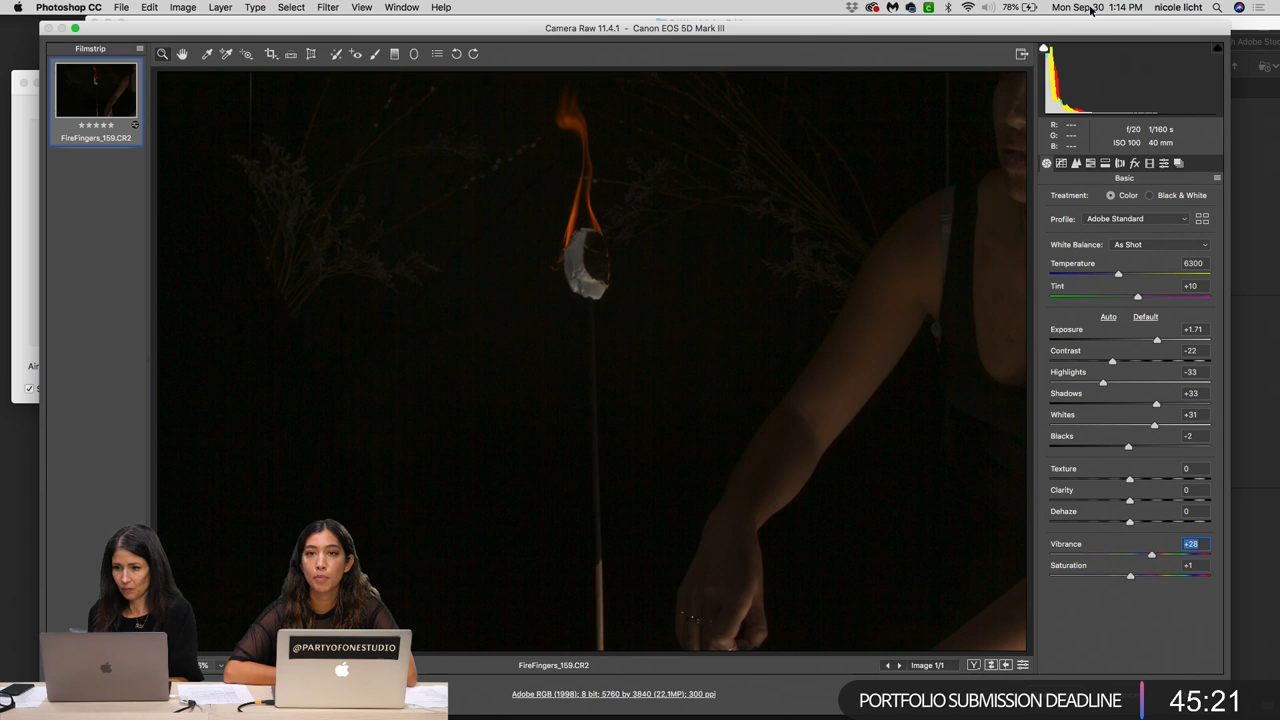 Photoshop CC File Edit Image Layer Type Select Filter View Window Help 78% Mon Sep 30 1:14 PM nicole licht
Camera Raw 11.4.1 - Canon EOS 5D Mark III
Filmstrip
FireFingers_159.CR2
R: ---
G: ---
B: ---
f/20 1/160 s
ISO 100 40 mm
Basic
Treatment: Color Black & White
Profile: Adobe Standard
White Balance: As Shot
Temperature 6300
Tint +10
Auto Default
Exposure +1.71
Contrast -22
Highlights -33
Shadows +33
Whites +31
Blacks -2
Texture 0
Clarity 0
Dehaze 0
Vibrance +28
Saturation +1
@PARTYOFONESTUDIO
FireFingers_159.CR2
Image 1/1
Y
Adobe RGB (1998); 8 bit; 5760 by 3840 (22.1MP); 300 ppi
PORTFOLIO SUBMISSION DEADLINE 45:21